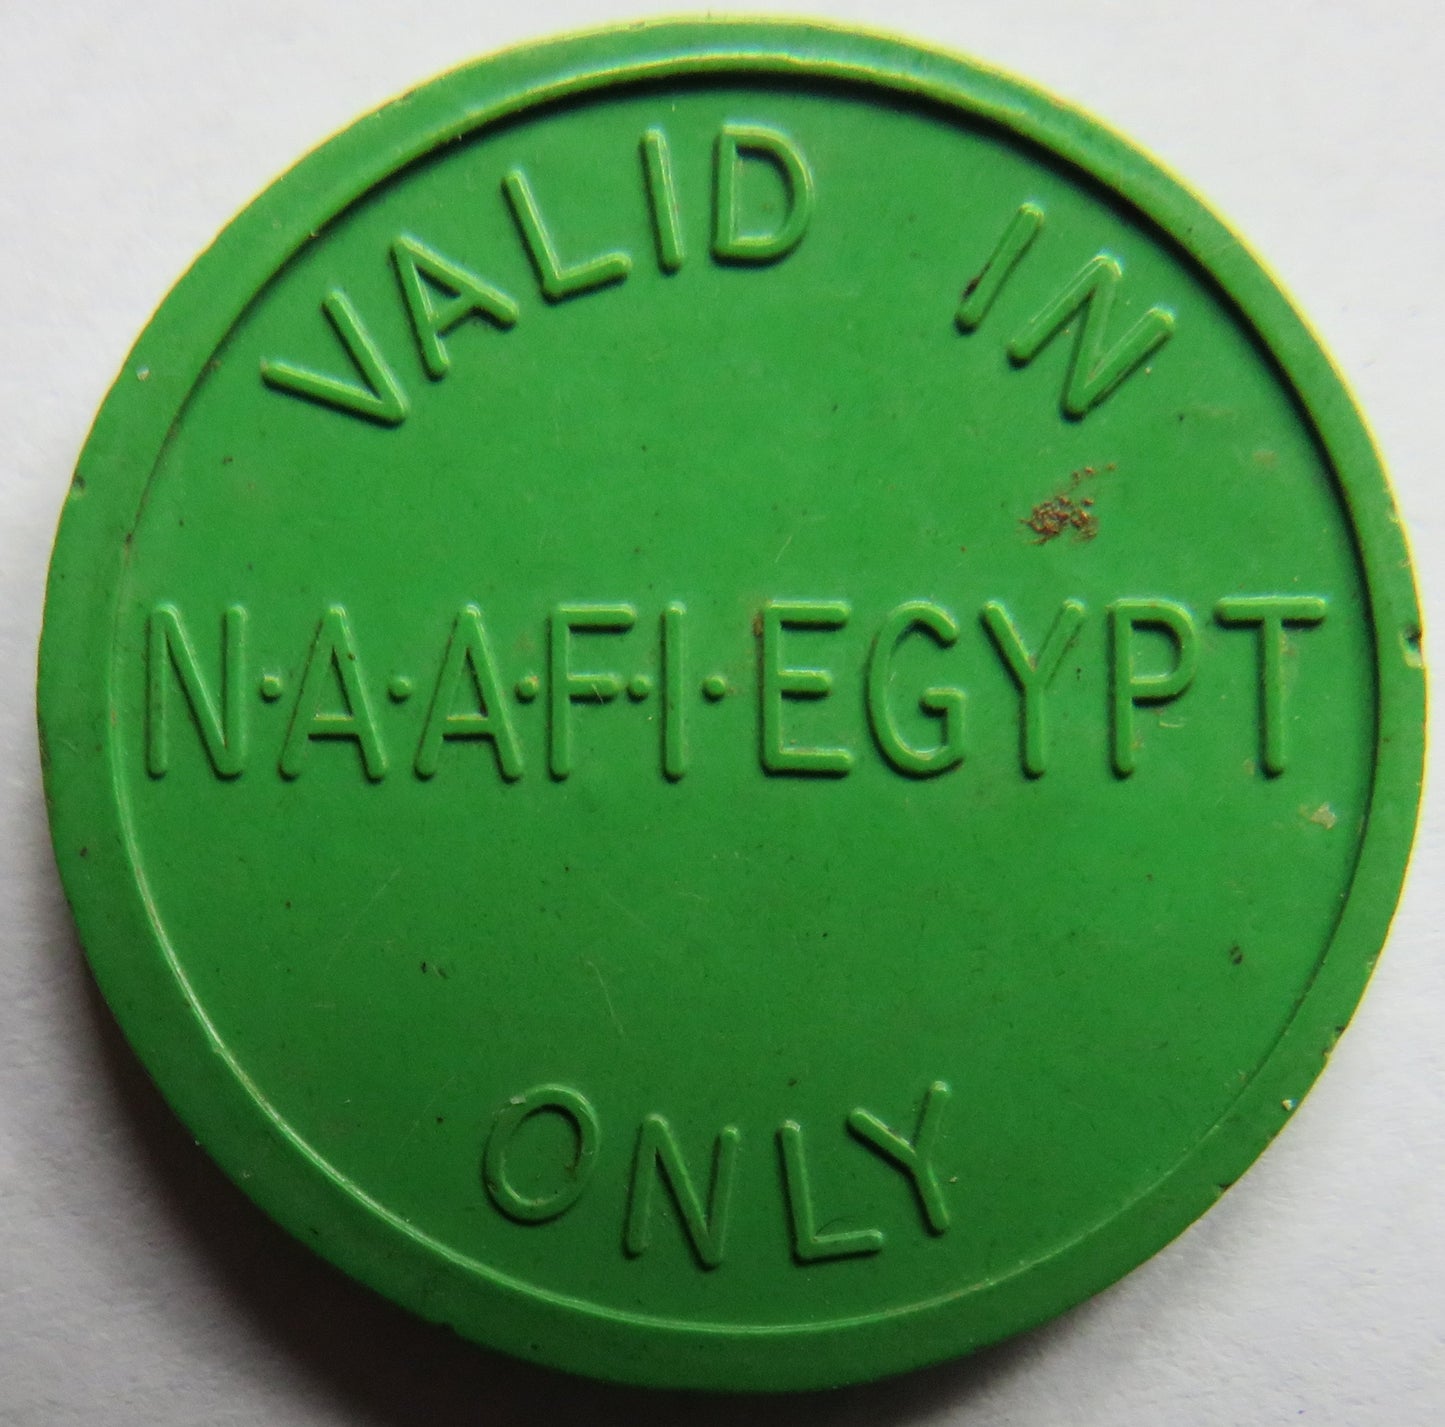 VALID IN
N·A·A·F·I· EGYPT
ONLY